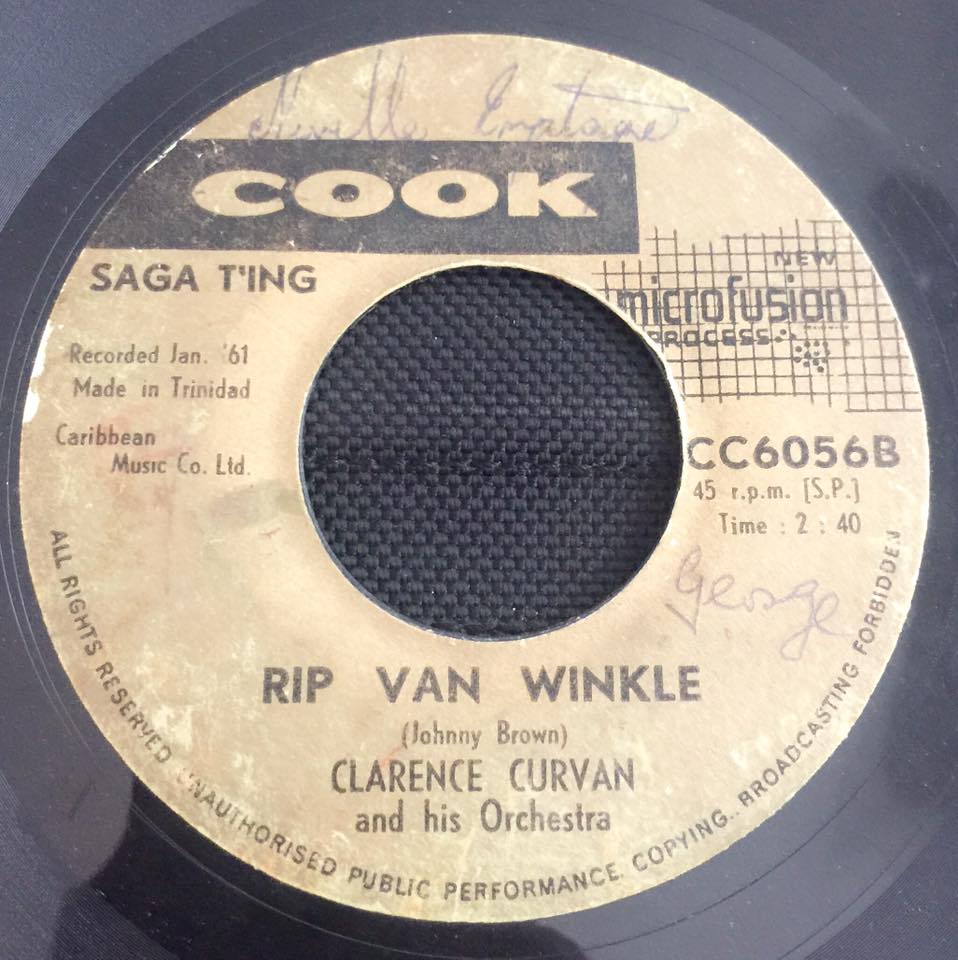 COOK
SAGA T'ING
NEW
microfusion
PROCESS
Recorded Jan. '61
Made in Trinidad
Caribbean
Music Co. Ltd.
CC6056B
45 r.p.m. [S.P.]
Time : 2 : 40
George
RIP VAN WINKLE
(Johnny Brown)
CLARENCE CURVAN
and his Orchestra
ALL RIGHTS RESERVED UNAUTHORISED PUBLIC PERFORMANCE. COPYING.. BROADCASTING FORBIDDEN